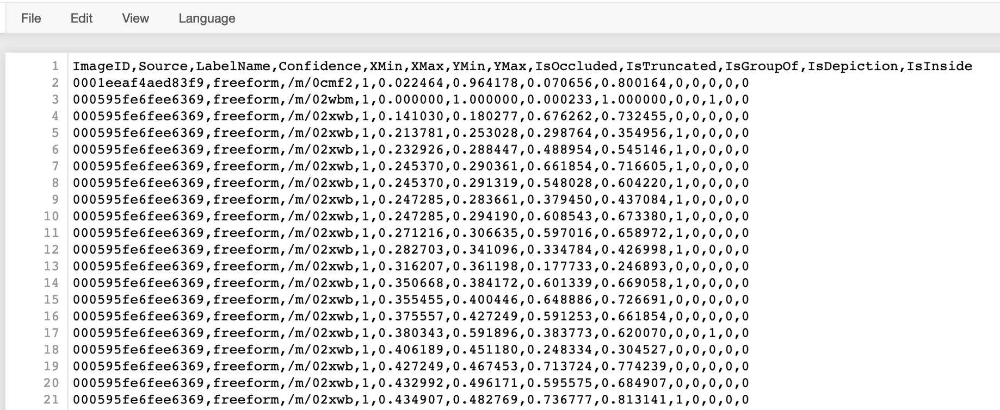 File Edit View Language
1 ImageID,Source,LabelName,Confidence,XMin,XMax,YMin,YMax,IsOccluded,IsTruncated,IsGroupOf,IsDepiction,IsInside
2 0001eeaf4aed83f9,freeform,/m/0cmf2,1,0.022464,0.964178,0.070656,0.800164,0,0,0,0,0
3 000595fe6fee6369,freeform,/m/02wbm,1,0.000000,1.000000,0.000233,1.000000,0,0,1,0,0
4 000595fe6fee6369,freeform,/m/02xwb,1,0.141030,0.180277,0.676262,0.732455,0,0,0,0,0
5 000595fe6fee6369,freeform,/m/02xwb,1,0.213781,0.253028,0.298764,0.354956,1,0,0,0,0
6 000595fe6fee6369,freeform,/m/02xwb,1,0.232926,0.288447,0.488954,0.545146,1,0,0,0,0
7 000595fe6fee6369,freeform,/m/02xwb,1,0.245370,0.290361,0.661854,0.716605,1,0,0,0,0
8 000595fe6fee6369,freeform,/m/02xwb,1,0.245370,0.291319,0.548028,0.604220,1,0,0,0,0
9 000595fe6fee6369,freeform,/m/02xwb,1,0.247285,0.283661,0.379450,0.437084,1,0,0,0,0
10 000595fe6fee6369,freeform,/m/02xwb,1,0.247285,0.294190,0.608543,0.673380,1,0,0,0,0
11 000595fe6fee6369,freeform,/m/02xwb,1,0.271216,0.306635,0.597016,0.658972,1,0,0,0,0
12 000595fe6fee6369,freeform,/m/02xwb,1,0.282703,0.341096,0.334784,0.426998,1,0,0,0,0
13 000595fe6fee6369,freeform,/m/02xwb,1,0.316207,0.361198,0.177733,0.246893,0,0,0,0,0
14 000595fe6fee6369,freeform,/m/02xwb,1,0.350668,0.384172,0.601339,0.669058,1,0,0,0,0
15 000595fe6fee6369,freeform,/m/02xwb,1,0.355455,0.400446,0.648886,0.726691,0,0,0,0,0
16 000595fe6fee6369,freeform,/m/02xwb,1,0.375557,0.427249,0.591253,0.661854,0,0,0,0,0
17 000595fe6fee6369,freeform,/m/02xwb,1,0.380343,0.591896,0.383773,0.620070,0,0,1,0,0
18 000595fe6fee6369,freeform,/m/02xwb,1,0.406189,0.451180,0.248334,0.304527,0,0,0,0,0
19 000595fe6fee6369,freeform,/m/02xwb,1,0.427249,0.467453,0.713724,0.774239,0,0,0,0,0
20 000595fe6fee6369,freeform,/m/02xwb,1,0.432992,0.496171,0.595575,0.684907,0,0,0,0,0
21 000595fe6fee6369,freeform,/m/02xwb,1,0.434907,0.482769,0.736777,0.813141,1,0,0,0,0